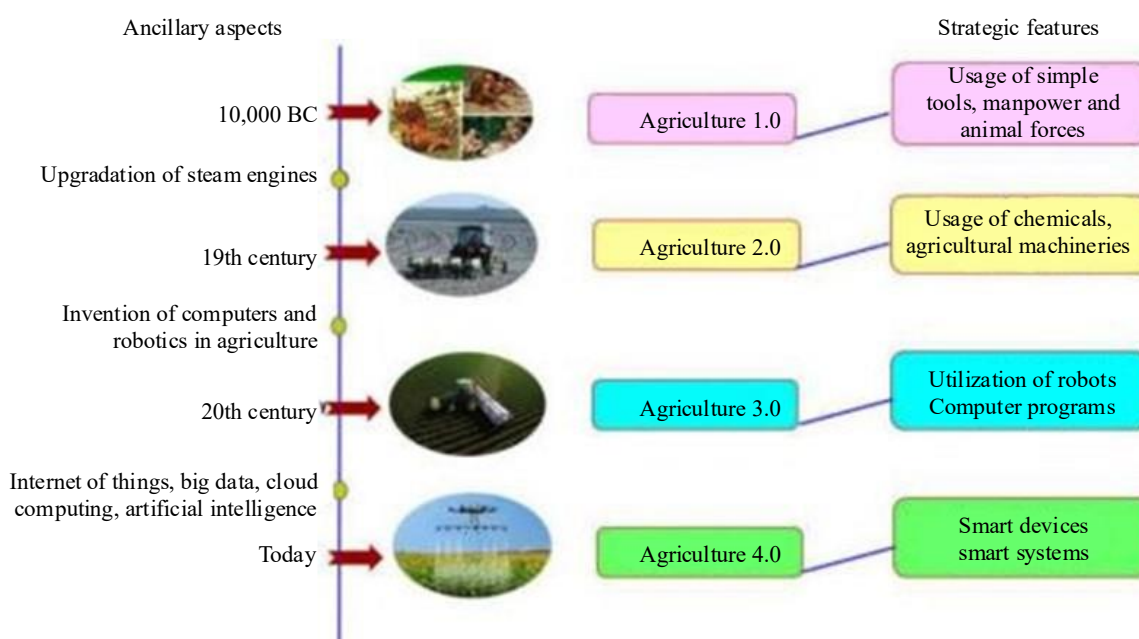 Ancillary aspects
Strategic features
10,000 BC
Agriculture 1.0
Usage of simple
tools, manpower and
animal forces
Upgradation of steam engines
19th century
Agriculture 2.0
Usage of chemicals,
agricultural machineries
Invention of computers and
robotics in agriculture
20th century
Agriculture 3.0
Utilization of robots
Computer programs
Internet of things, big data, cloud
computing, artificial intelligence
Today
Agriculture 4.0
Smart devices
smart systems